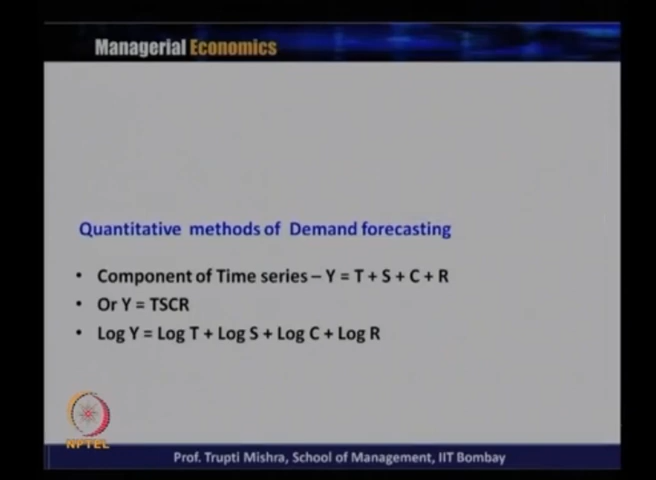 Managerial Economics
Quantitative methods of Demand forecasting
• Component of Time series – Y = T + S + C + R
• Or Y = TSCR
• Log Y = Log T + Log S + Log C + Log R
NPTEL
Prof. Trupti Mishra, School of Management, IIT Bombay